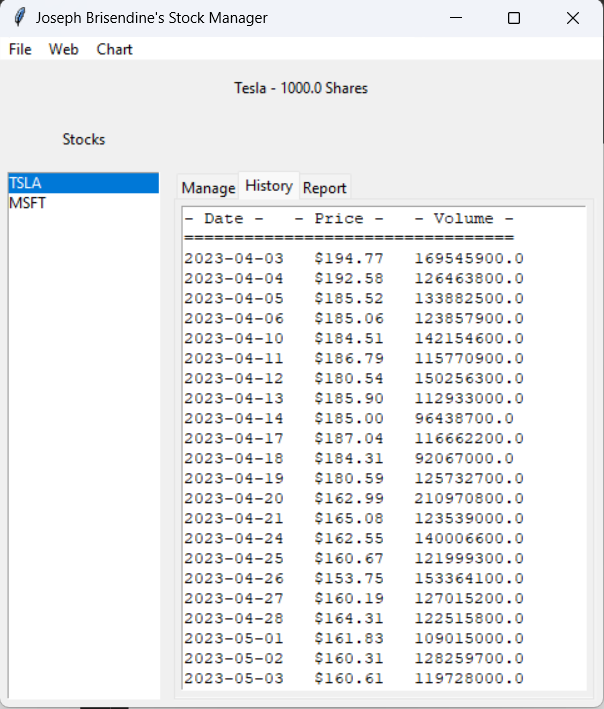 Joseph Brisendine's Stock Manager
File Web Chart
Tesla - 1000.0 Shares
Stocks
TSLA
MSFT
Manage History Report
- Date - - Price - - Volume -
=================================
2023-04-03 $194.77 169545900.0
2023-04-04 $192.58 126463800.0
2023-04-05 $185.52 133882500.0
2023-04-06 $185.06 123857900.0
2023-04-10 $184.51 142154600.0
2023-04-11 $186.79 115770900.0
2023-04-12 $180.54 150256300.0
2023-04-13 $185.90 112933000.0
2023-04-14 $185.00 96438700.0
2023-04-17 $187.04 116662200.0
2023-04-18 $184.31 92067000.0
2023-04-19 $180.59 125732700.0
2023-04-20 $162.99 210970800.0
2023-04-21 $165.08 123539000.0
2023-04-24 $162.55 140006600.0
2023-04-25 $160.67 121999300.0
2023-04-26 $153.75 153364100.0
2023-04-27 $160.19 127015200.0
2023-04-28 $164.31 122515800.0
2023-05-01 $161.83 109015000.0
2023-05-02 $160.31 128259700.0
2023-05-03 $160.61 119728000.0